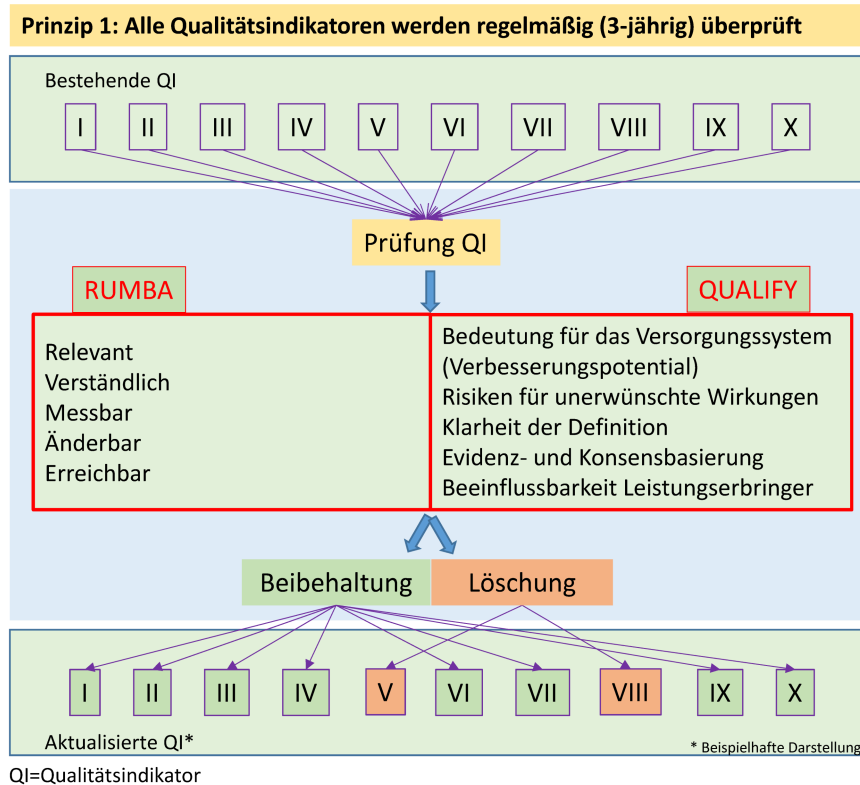 Prinzip 1: Alle Qualitätsindikatoren werden regelmäßig (3-jährig) überprüft
Bestehende QI
I II III IV V VI VII VIII IX X
Prüfung QI
RUMBA
QUALIFY
Relevant
Verständlich
Messbar
Änderbar
Erreichbar
Bedeutung für das Versorgungssystem
(Verbesserungspotential)
Risiken für unerwünschte Wirkungen
Klarheit der Definition
Evidenz- und Konsensbasierung
Beeinflussbarkeit Leistungserbringer
Beibehaltung Löschung
I II III IV V VI VII VIII IX X
Aktualisierte QI*
* Beispielhafte Darstellung
QI=Qualitätsindikator